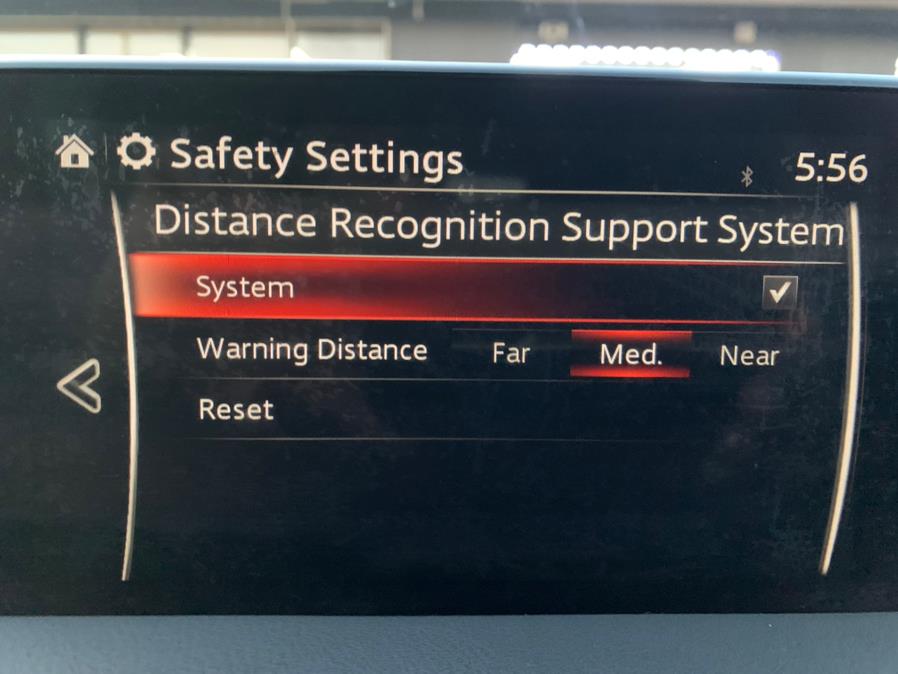 Safety Settings 5:56
Distance Recognition Support System
System
Warning Distance Far Med. Near
Reset